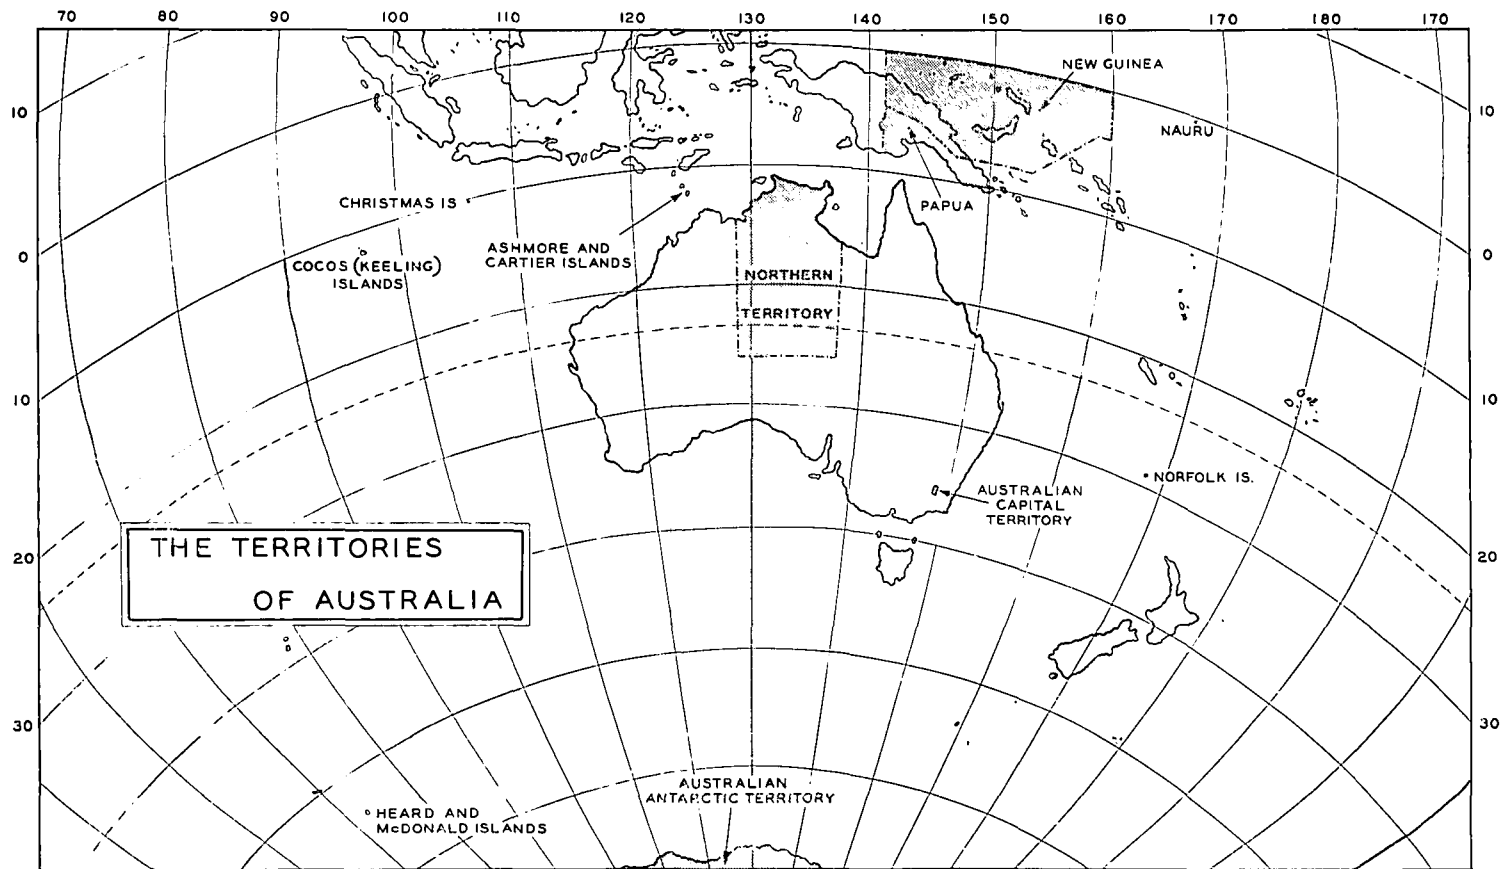 70 80 90 100 110 120 130 140 150 160 170 180 170
10 10
NEW GUINEA
NAURU
CHRISTMAS IS
PAPUA
ASHMORE AND
CARTIER ISLANDS
0 0
COCOS (KEELING)
ISLANDS
NORTHERN
TERRITORY
10 10
NORFOLK IS.
AUSTRALIAN
CAPITAL
TERRITORY
THE TERRITORIES
OF AUSTRALIA
20 20
30 30
AUSTRALIAN
ANTARCTIC TERRITORY
HEARD AND
McDONALD ISLANDS